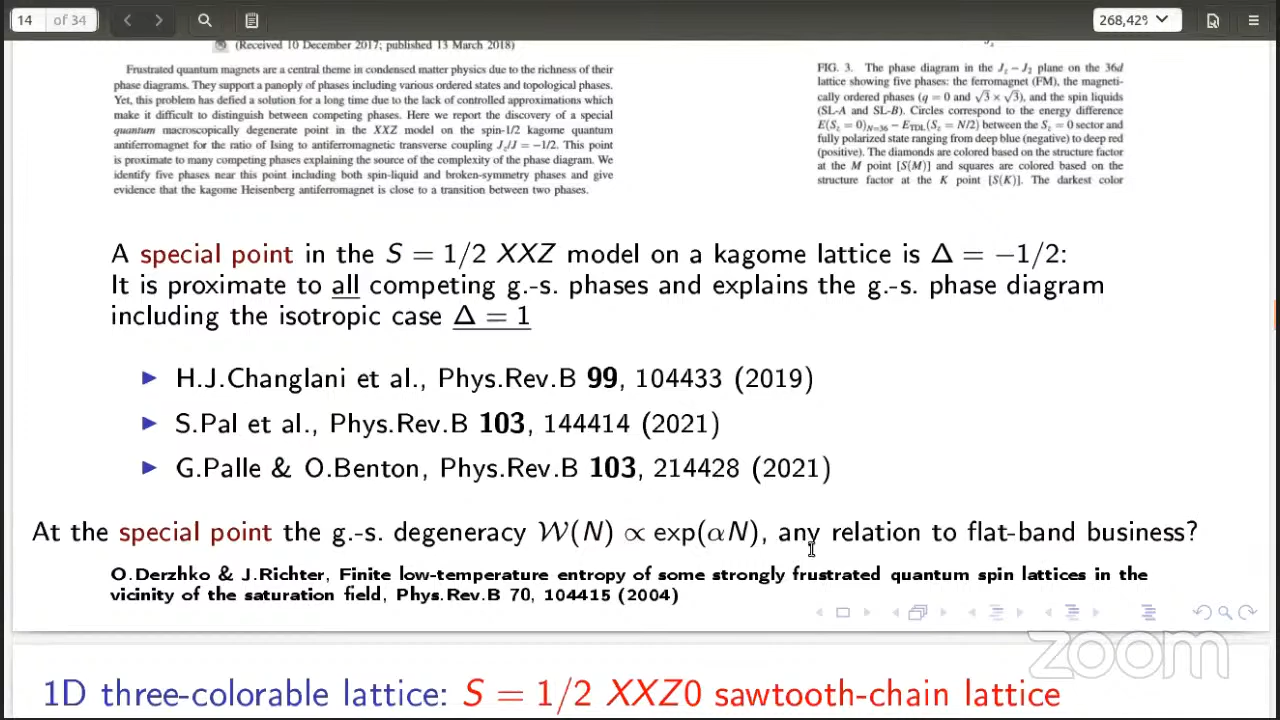 14 of 34
268,42%
(Received 10 December 2017; published 13 March 2018)
Frustrated quantum magnets are a central theme in condensed matter physics due to the richness of their
phase diagrams. They support a panoply of phases including various ordered states and topological phases.
Yet, this problem has defied a solution for a long time due to the lack of controlled approximations which
make it difficult to distinguish between competing phases. Here we report the discovery of a special
quantum macroscopically degenerate point in the XXZ model on the spin-1/2 kagome quantum
antiferromagnet for the ratio of Ising to antiferromagnetic transverse coupling J_z/J = −1/2. This point
is proximate to many competing phases explaining the source of the complexity of the phase diagram. We
identify five phases near this point including both spin-liquid and broken-symmetry phases and give
evidence that the kagome Heisenberg antiferromagnet is close to a transition between two phases.
FIG. 3. The phase diagram in the J_z − J_2 plane on the 36d
lattice showing five phases: the ferromagnet (FM), the magneti-
cally ordered phases (q = 0 and √3 × √3), and the spin liquids
(SL-A and SL-B). Circles correspond to the energy difference
E(S_z = 0)_{N=36} − E_{TDL}(S_z = N/2) between the S_z = 0 sector and
fully polarized state ranging from deep blue (negative) to deep red
(positive). The diamonds are colored based on the structure factor
at the M point [S(M)] and squares are colored based on the
structure factor at the K point [S(K)]. The darkest color
A special point in the S = 1/2 XXZ model on a kagome lattice is Δ = −1/2:
It is proximate to all competing g.-s. phases and explains the g.-s. phase diagram
including the isotropic case Δ = 1
▶ H.J.Changlani et al., Phys.Rev.B 99, 104433 (2019)
▶ S.Pal et al., Phys.Rev.B 103, 144414 (2021)
▶ G.Palle & O.Benton, Phys.Rev.B 103, 214428 (2021)
At the special point the g.-s. degeneracy 𝒲(N) ∝ exp(αN), any relation to flat-band business?
O.Derzhko & J.Richter, Finite low-temperature entropy of some strongly frustrated quantum spin lattices in the
vicinity of the saturation field, Phys.Rev.B 70, 104415 (2004)
zoom
1D three-colorable lattice: S = 1/2 XXZ0 sawtooth-chain lattice